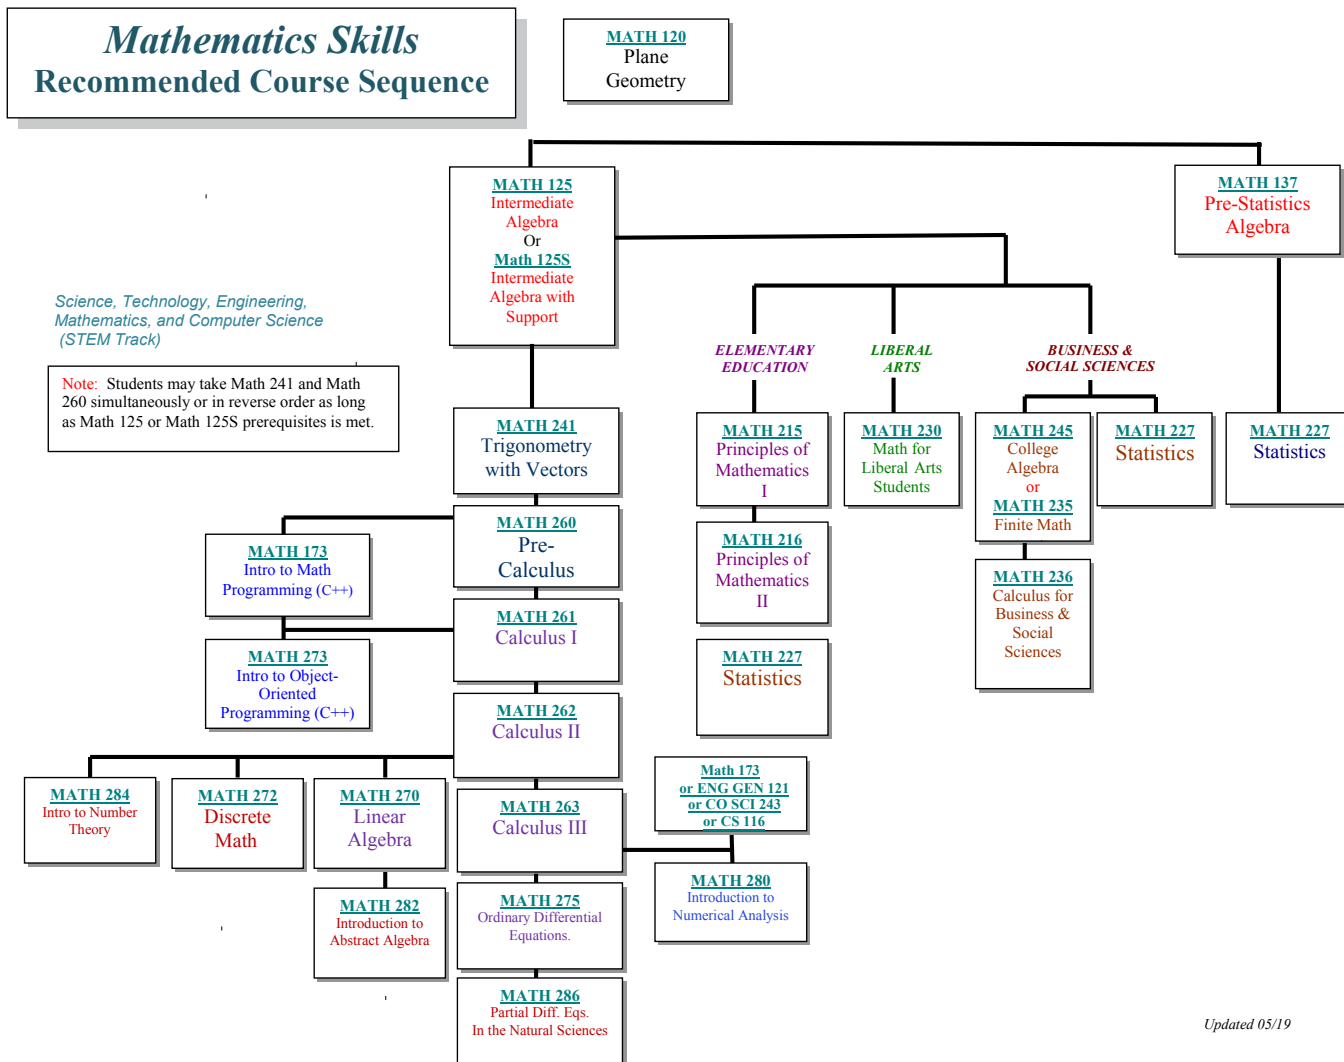 Mathematics Skills
Recommended Course Sequence
MATH 120
Plane
Geometry
MATH 125
Intermediate
Algebra
Or
Math 125S
Intermediate
Algebra with
Support
MATH 137
Pre-Statistics
Algebra
Science, Technology, Engineering,
Mathematics, and Computer Science
(STEM Track)
Note: Students may take Math 241 and Math
260 simultaneously or in reverse order as long
as Math 125 or Math 125S prerequisites is met.
ELEMENTARY
EDUCATION
LIBERAL
ARTS
BUSINESS &
SOCIAL SCIENCES
MATH 241
Trigonometry
with Vectors
MATH 215
Principles of
Mathematics
I
MATH 230
Math for
Liberal Arts
Students
MATH 245
College
Algebra
or
MATH 235
Finite Math
MATH 227
Statistics
MATH 227
Statistics
MATH 260
Pre-
Calculus
MATH 173
Intro to Math
Programming (C++)
MATH 216
Principles of
Mathematics
II
MATH 236
Calculus for
Business &
Social
Sciences
MATH 261
Calculus I
MATH 273
Intro to Object-
Oriented
Programming (C++)
MATH 227
Statistics
MATH 262
Calculus II
MATH 284
Intro to Number
Theory
MATH 272
Discrete
Math
MATH 270
Linear
Algebra
MATH 263
Calculus III
Math 173
or ENG GEN 121
or CO SCI 243
or CS 116
MATH 282
Introduction to
Abstract Algebra
MATH 275
Ordinary Differential
Equations.
MATH 280
Introduction to
Numerical Analysis
MATH 286
Partial Diff. Eqs.
In the Natural Sciences
Updated 05/19